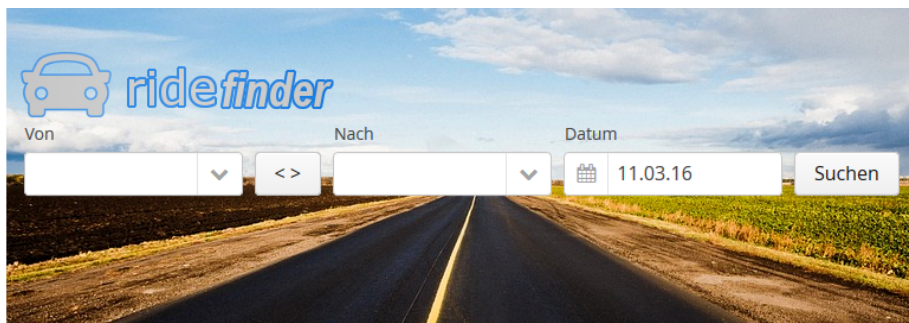 ridefinder
Von Nach Datum
< > 11.03.16 Suchen